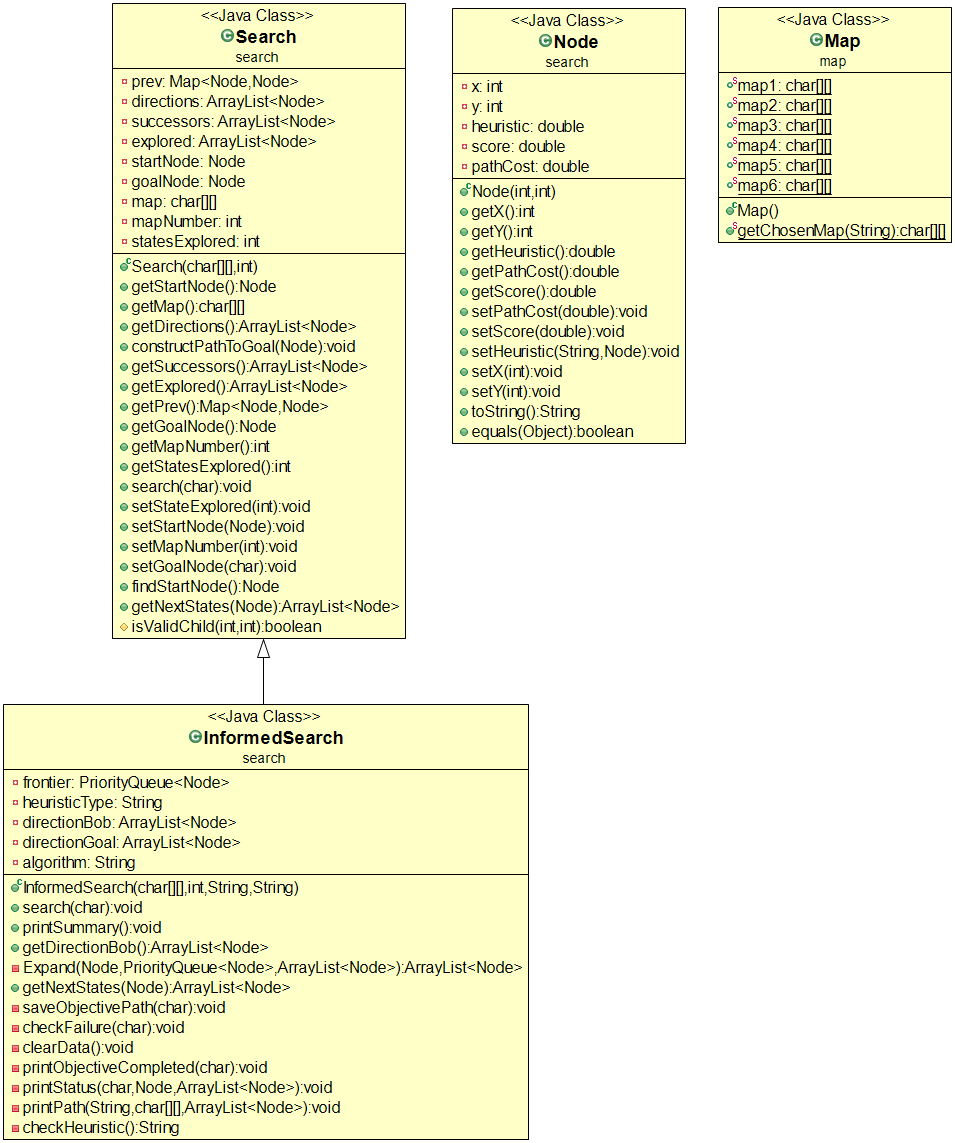 <<Java Class>>
Search
search
prev: Map<Node,Node>
directions: ArrayList<Node>
successors: ArrayList<Node>
explored: ArrayList<Node>
startNode: Node
goalNode: Node
map: char[][]
mapNumber: int
statesExplored: int
Search(char[][],int)
getStartNode():Node
getMap():char[][]
getDirections():ArrayList<Node>
constructPathToGoal(Node):void
getSuccessors():ArrayList<Node>
getExplored():ArrayList<Node>
getPrev():Map<Node,Node>
getGoalNode():Node
getMapNumber():int
getStatesExplored():int
search(char):void
setStateExplored(int):void
setStartNode(Node):void
setMapNumber(int):void
setGoalNode(char):void
findStartNode():Node
getNextStates(Node):ArrayList<Node>
isValidChild(int,int):boolean
<<Java Class>>
Node
search
x: int
y: int
heuristic: double
score: double
pathCost: double
Node(int,int)
getX():int
getY():int
getHeuristic():double
getPathCost():double
getScore():double
setPathCost(double):void
setScore(double):void
setHeuristic(String,Node):void
setX(int):void
setY(int):void
toString():String
equals(Object):boolean
<<Java Class>>
Map
map
map1: char[][]
map2: char[][]
map3: char[][]
map4: char[][]
map5: char[][]
map6: char[][]
Map()
getChosenMap(String):char[][]
<<Java Class>>
InformedSearch
search
frontier: PriorityQueue<Node>
heuristicType: String
directionBob: ArrayList<Node>
directionGoal: ArrayList<Node>
algorithm: String
InformedSearch(char[][],int,String,String)
search(char):void
printSummary():void
getDirectionBob():ArrayList<Node>
Expand(Node,PriorityQueue<Node>,ArrayList<Node>):ArrayList<Node>
getNextStates(Node):ArrayList<Node>
saveObjectivePath(char):void
checkFailure(char):void
clearData():void
printObjectiveCompleted(char):void
printStatus(char,Node,ArrayList<Node>):void
printPath(String,char[][],ArrayList<Node>):void
checkHeuristic():String